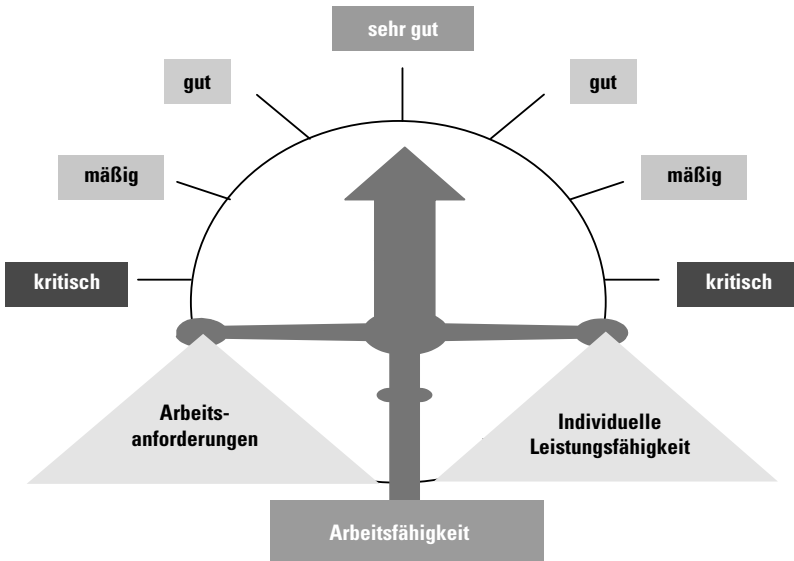 sehr gut
gut
gut
mäßig
mäßig
kritisch
kritisch
Arbeits-
anforderungen
Individuelle
Leistungsfähigkeit
Arbeitsfähigkeit